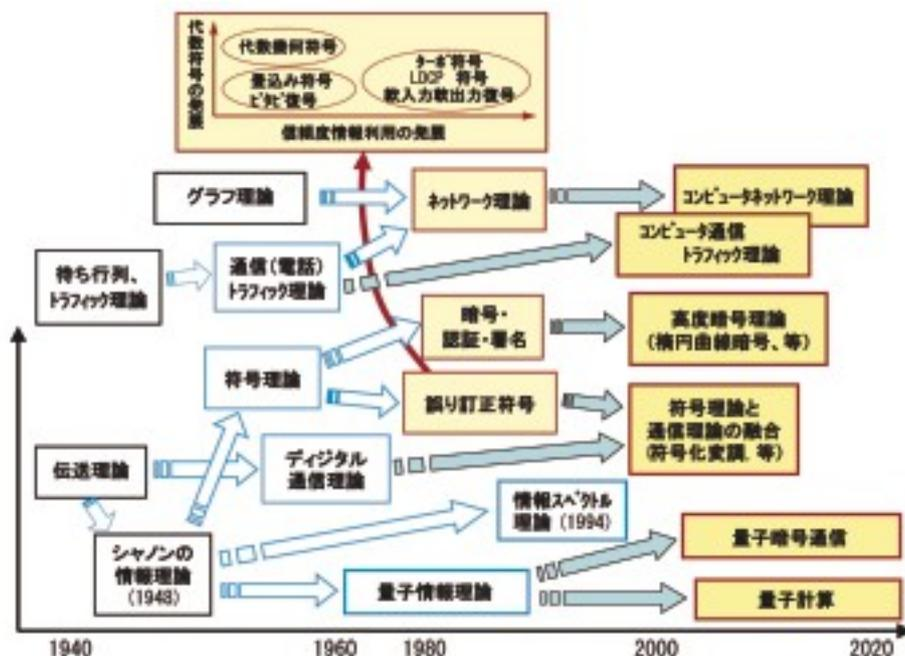 代数符号の発展
代数幾何符号
畳込み符号
ビタビ復号
ターボ符号
LDCP 符号
軟入力軟出力復号
信頼度情報利用の発展
グラフ理論
ネットワーク理論
コンピュータネットワーク理論
コンピュータ通信
トラフィック理論
待ち行列、
トラフィック理論
通信(電話)
トラフィック理論
暗号・
認証・署名
高度暗号理論
(楕円曲線暗号、等)
符号理論
誤り訂正符号
符号理論と
通信理論の融合
(符号化変調、等)
伝送理論
ディジタル
通信理論
情報スペクトル
理論 (1994)
シャノンの
情報理論
(1948)
量子情報理論
量子暗号通信
量子計算
1940
1960
1980
2000
2020